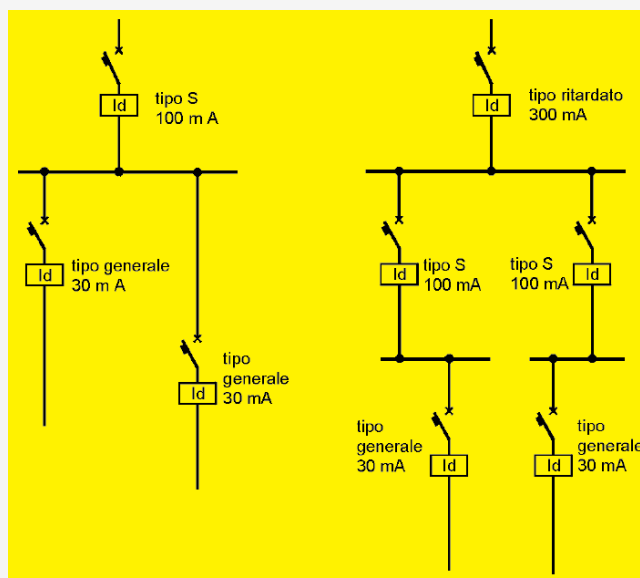 Id
tipo S
100 m A
Id
tipo generale
30 m A
Id
tipo
generale
30 mA
Id
tipo ritardato
300 mA
Id
tipo S
100 mA
tipo S
100 mA
Id
tipo
generale
30 mA
Id
Id
tipo
generale
30 mA